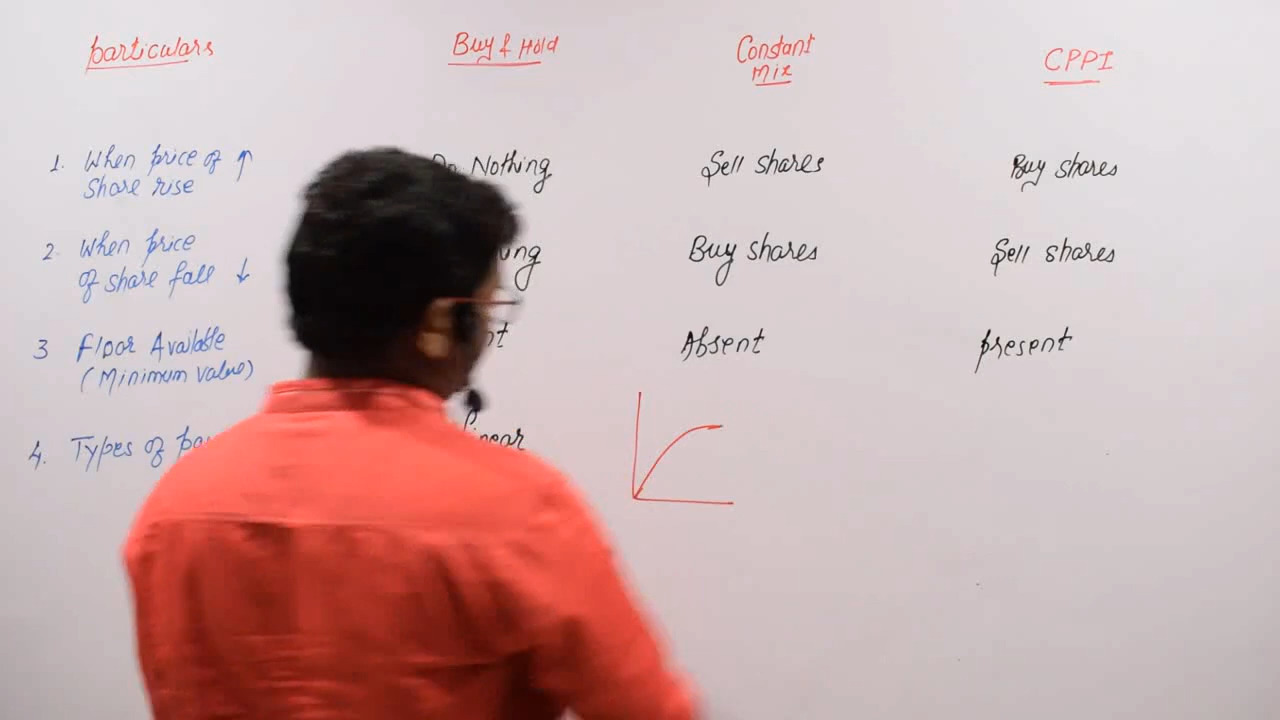 particulars
Buy & Hold
Constant
Mix
CPPI
1. When price of ↑
share rise
Nothing
Sell shares
Buy shares
2. When price
of share fall ↓
Buy shares
Sell shares
3 Floor Available
(Minimum value)
Absent
present
4. Types of
Linear